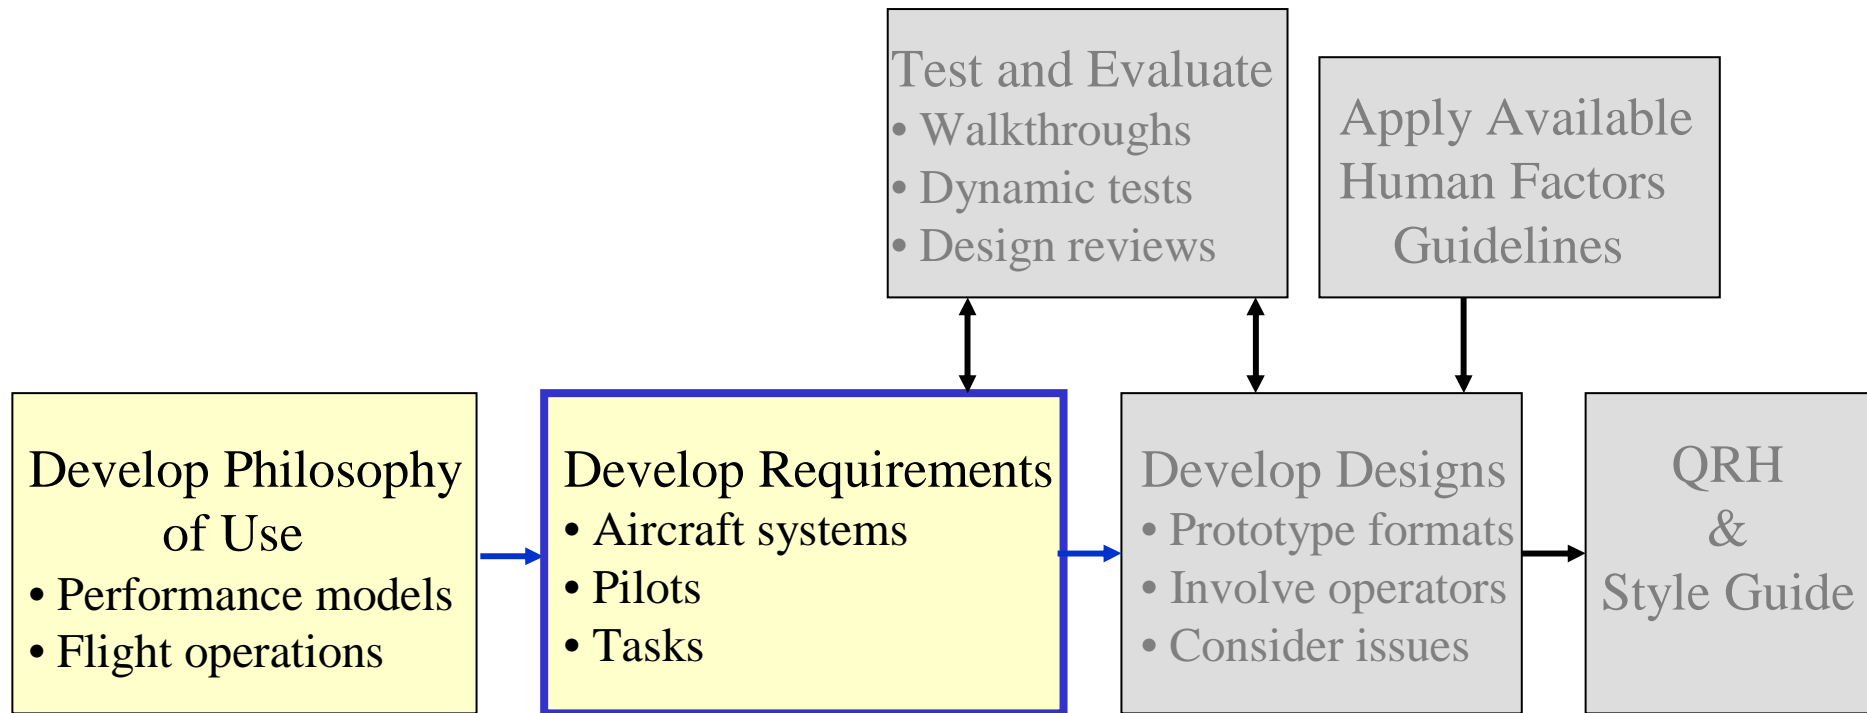 Test and Evaluate
• Walkthroughs
• Dynamic tests
• Design reviews
Apply Available
Human Factors
Guidelines
Develop Philosophy
of Use
• Performance models
• Flight operations
Develop Requirements
• Aircraft systems
• Pilots
• Tasks
Develop Designs
• Prototype formats
• Involve operators
• Consider issues
QRH
&
Style Guide